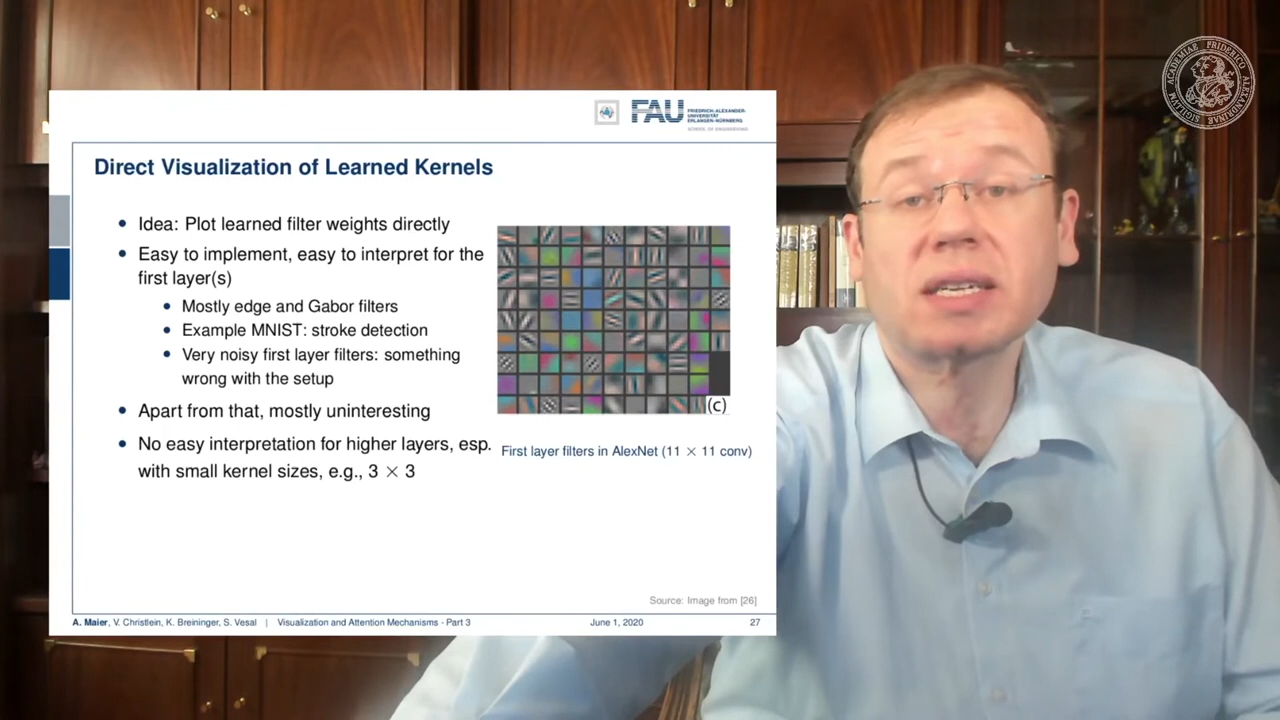 FAU
FRIEDRICH-ALEXANDER-
UNIVERSITÄT
ERLANGEN-NÜRNBERG
SCHOOL OF ENGINEERING
Direct Visualization of Learned Kernels
• Idea: Plot learned filter weights directly
• Easy to implement, easy to interpret for the
first layer(s)
• Mostly edge and Gabor filters
• Example MNIST: stroke detection
• Very noisy first layer filters: something
wrong with the setup
• Apart from that, mostly uninteresting
• No easy interpretation for higher layers, esp.
with small kernel sizes, e.g., 3 × 3
(c)
First layer filters in AlexNet (11 × 11 conv)
Source: Image from [26]
A. Maier, V. Christlein, K. Breininger, S. Vesal | Visualization and Attention Mechanisms - Part 3 June 1, 2020 27